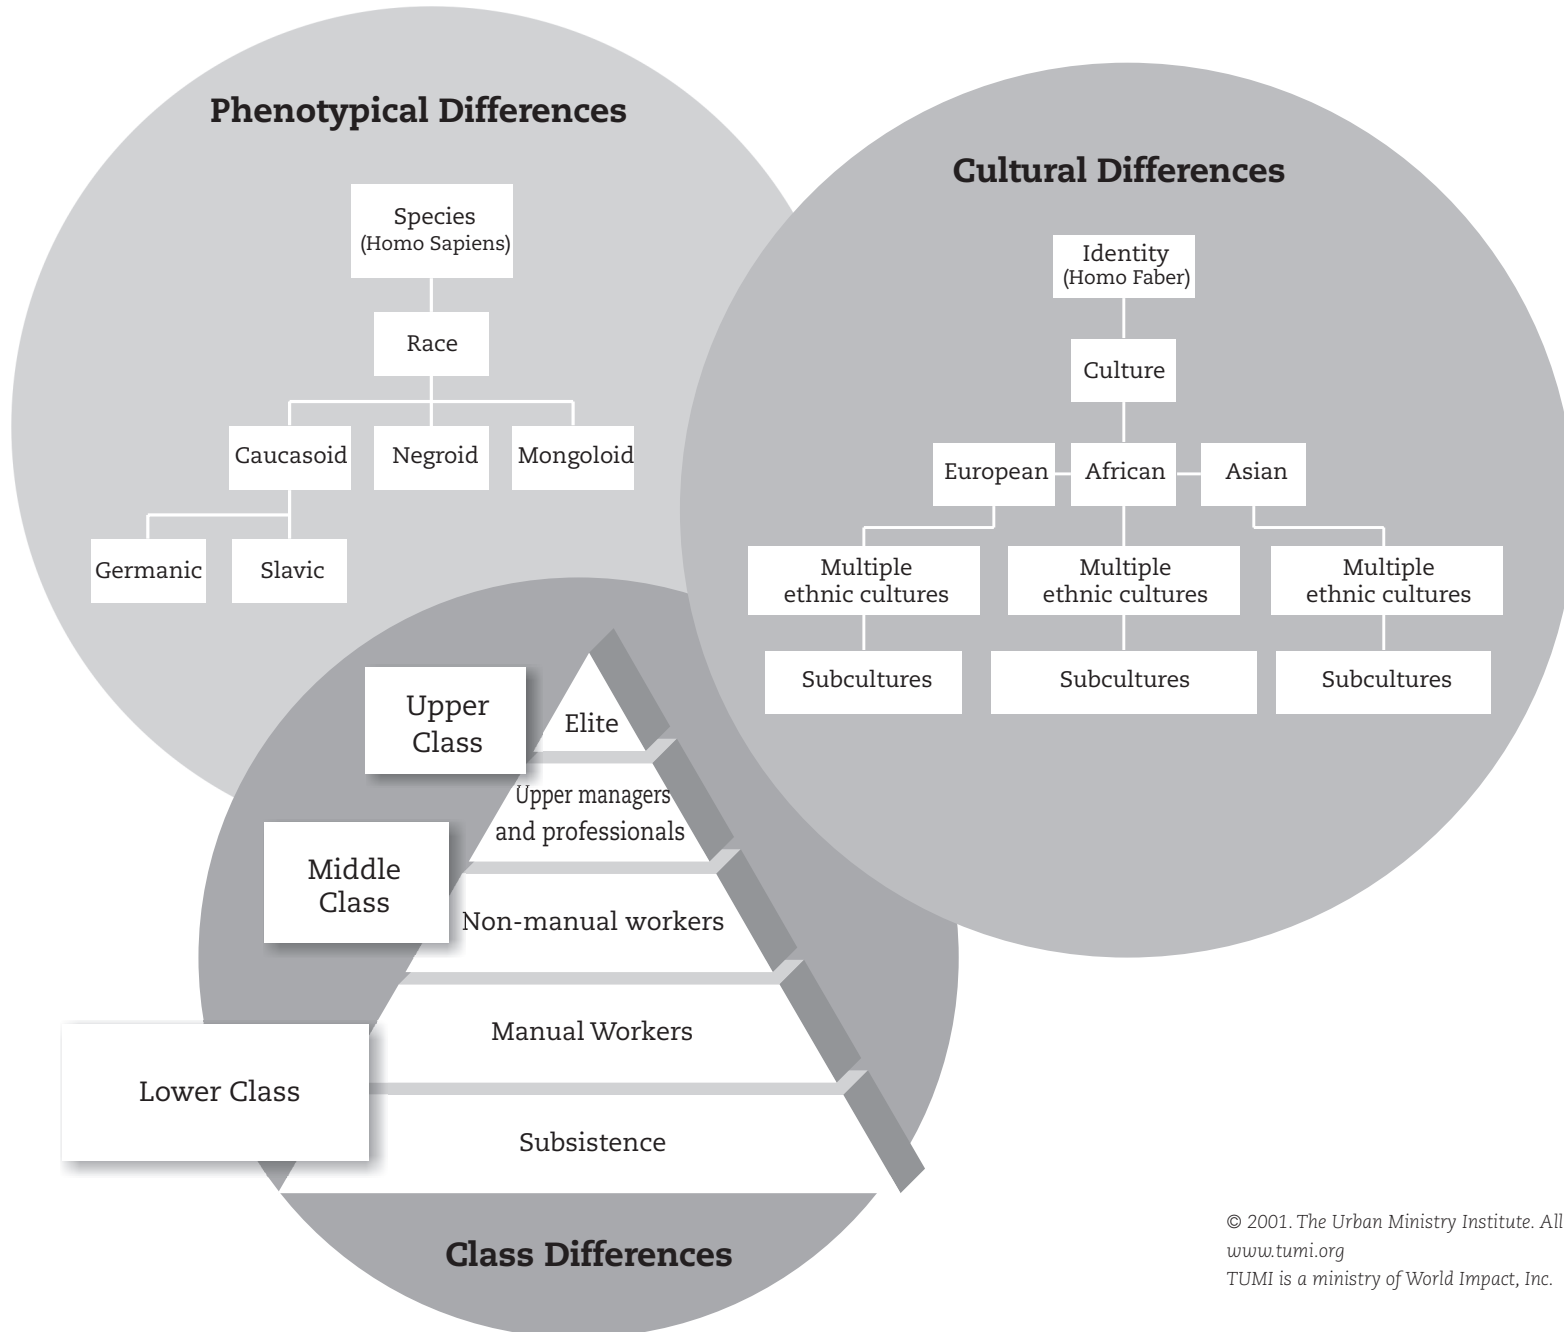 Phenotypical Differences
Species
(Homo Sapiens)
Race
Caucasoid
Negroid
Mongoloid
Germanic
Slavic
Cultural Differences
Identity
(Homo Faber)
Culture
European
African
Asian
Multiple
ethnic cultures
Multiple
ethnic cultures
Multiple
ethnic cultures
Subcultures
Subcultures
Subcultures
Upper
Class
Middle
Class
Lower Class
Elite
Upper managers
and professionals
Non-manual workers
Manual Workers
Subsistence
Class Differences
© 2001. The Urban Ministry Institute. All
www.tumi.org
TUMI is a ministry of World Impact, Inc.